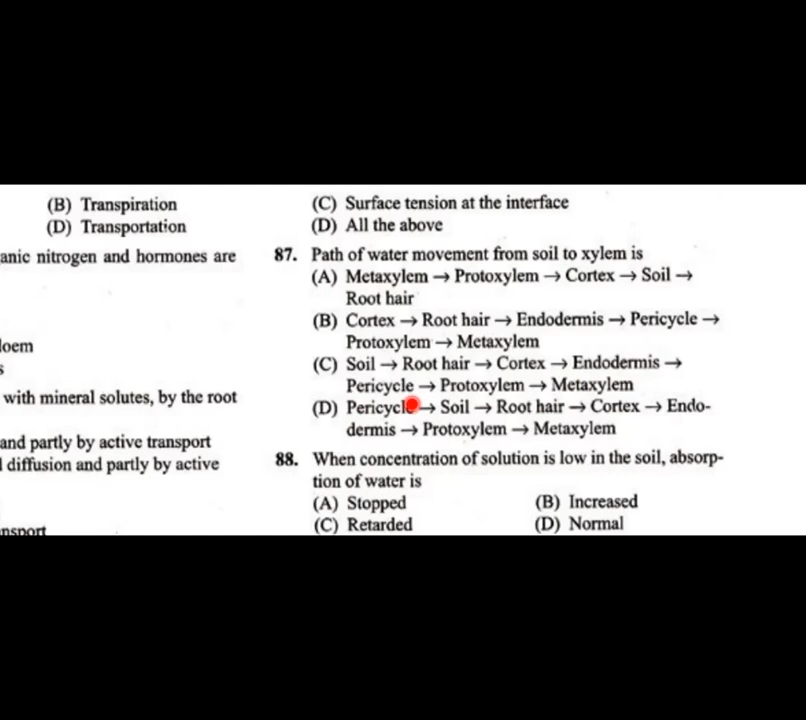 (B) Transpiration
(D) Transportation
anic nitrogen and hormones are
loem
s
with mineral solutes, by the root
and partly by active transport
l diffusion and partly by active
nsport
(C) Surface tension at the interface
(D) All the above
87. Path of water movement from soil to xylem is
(A) Metaxylem → Protoxylem → Cortex → Soil →
Root hair
(B) Cortex → Root hair → Endodermis → Pericycle →
Protoxylem → Metaxylem
(C) Soil → Root hair → Cortex → Endodermis →
Pericycle → Protoxylem → Metaxylem
(D) Pericycle → Soil → Root hair → Cortex → Endo-
dermis → Protoxylem → Metaxylem
88. When concentration of solution is low in the soil, absorp-
tion of water is
(A) Stopped (B) Increased
(C) Retarded (D) Normal